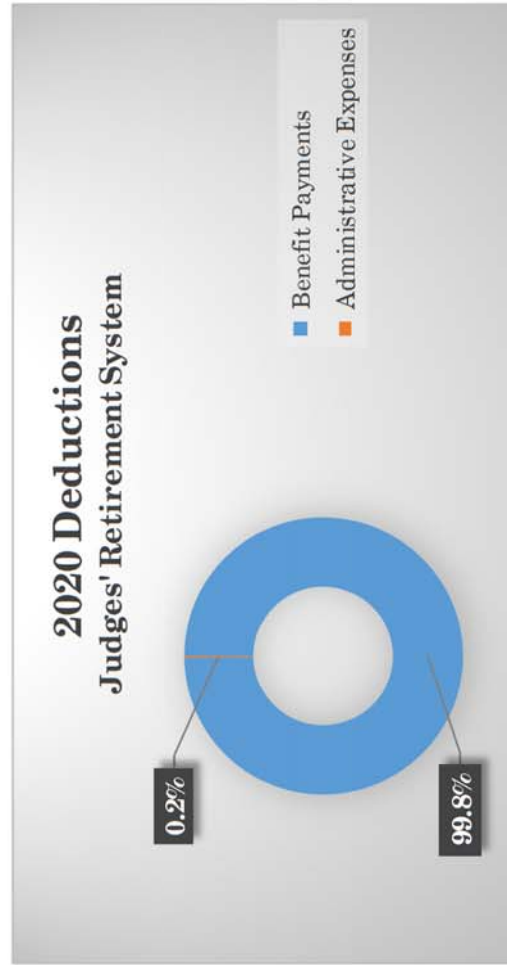 2020 Deductions
Judges' Retirement System
0.2%
99.8%
Benefit Payments
Administrative Expenses